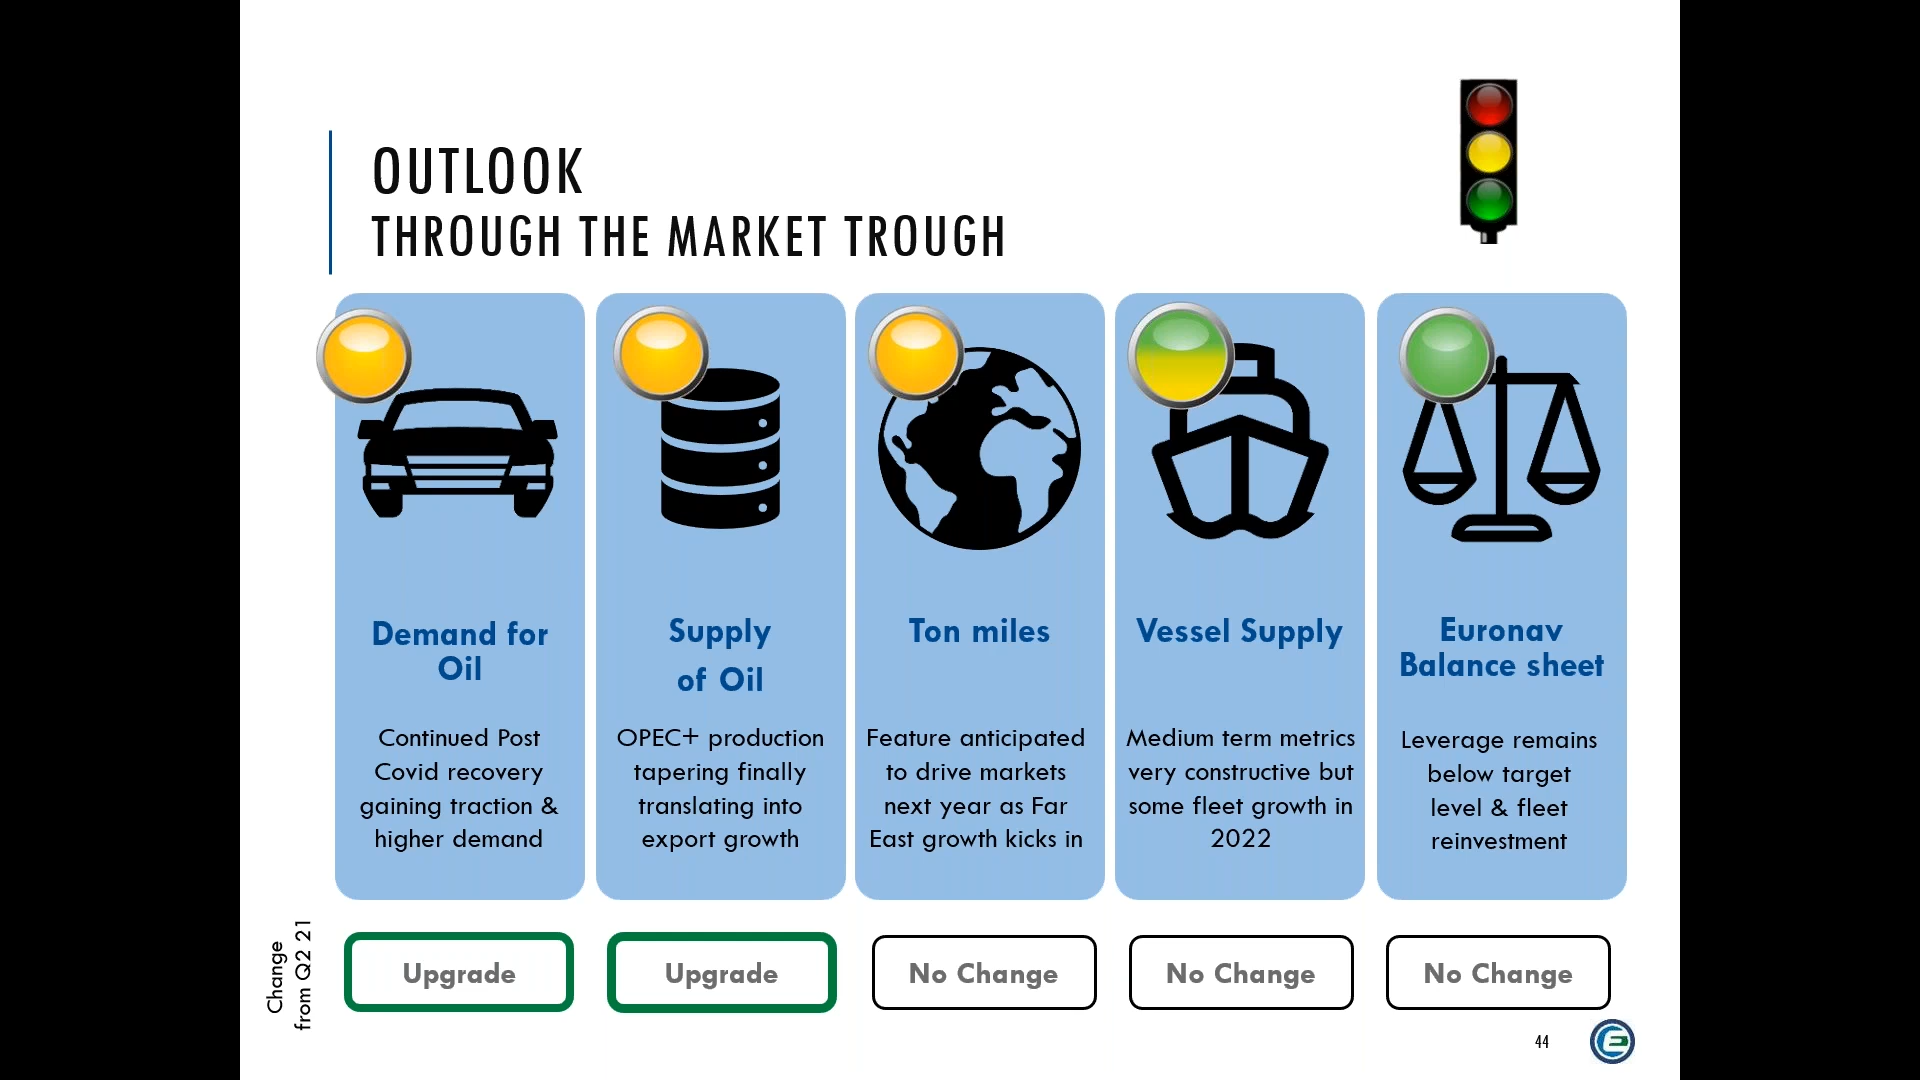 OUTLOOK
THROUGH THE MARKET TROUGH
Demand for
Oil
Continued Post
Covid recovery
gaining traction &
higher demand
Supply
of Oil
OPEC+ production
tapering finally
translating into
export growth
Ton miles
Feature anticipated
to drive markets
next year as Far
East growth kicks in
Vessel Supply
Medium term metrics
very constructive but
some fleet growth in
2022
Euronav
Balance sheet
Leverage remains
below target
level & fleet
reinvestment
Change
from Q2 21
Upgrade
Upgrade
No Change
No Change
No Change
44